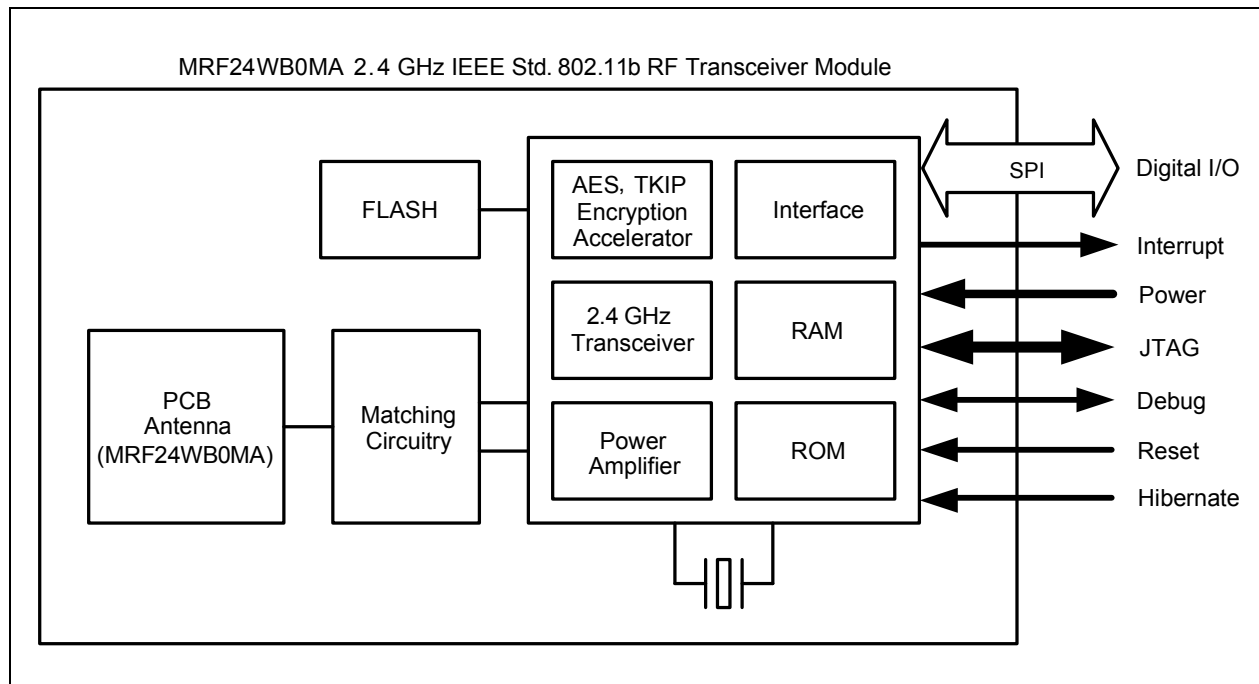 MRF24WB0MA 2.4 GHz IEEE Std. 802.11b RF Transceiver Module
FLASH
AES, TKIP
Encryption
Accelerator
Interface
SPI
Digital I/O
Interrupt
Power
JTAG
Debug
Reset
Hibernate
2.4 GHz
Transceiver
RAM
PCB
Antenna
(MRF24WB0MA)
Matching
Circuitry
Power
Amplifier
ROM